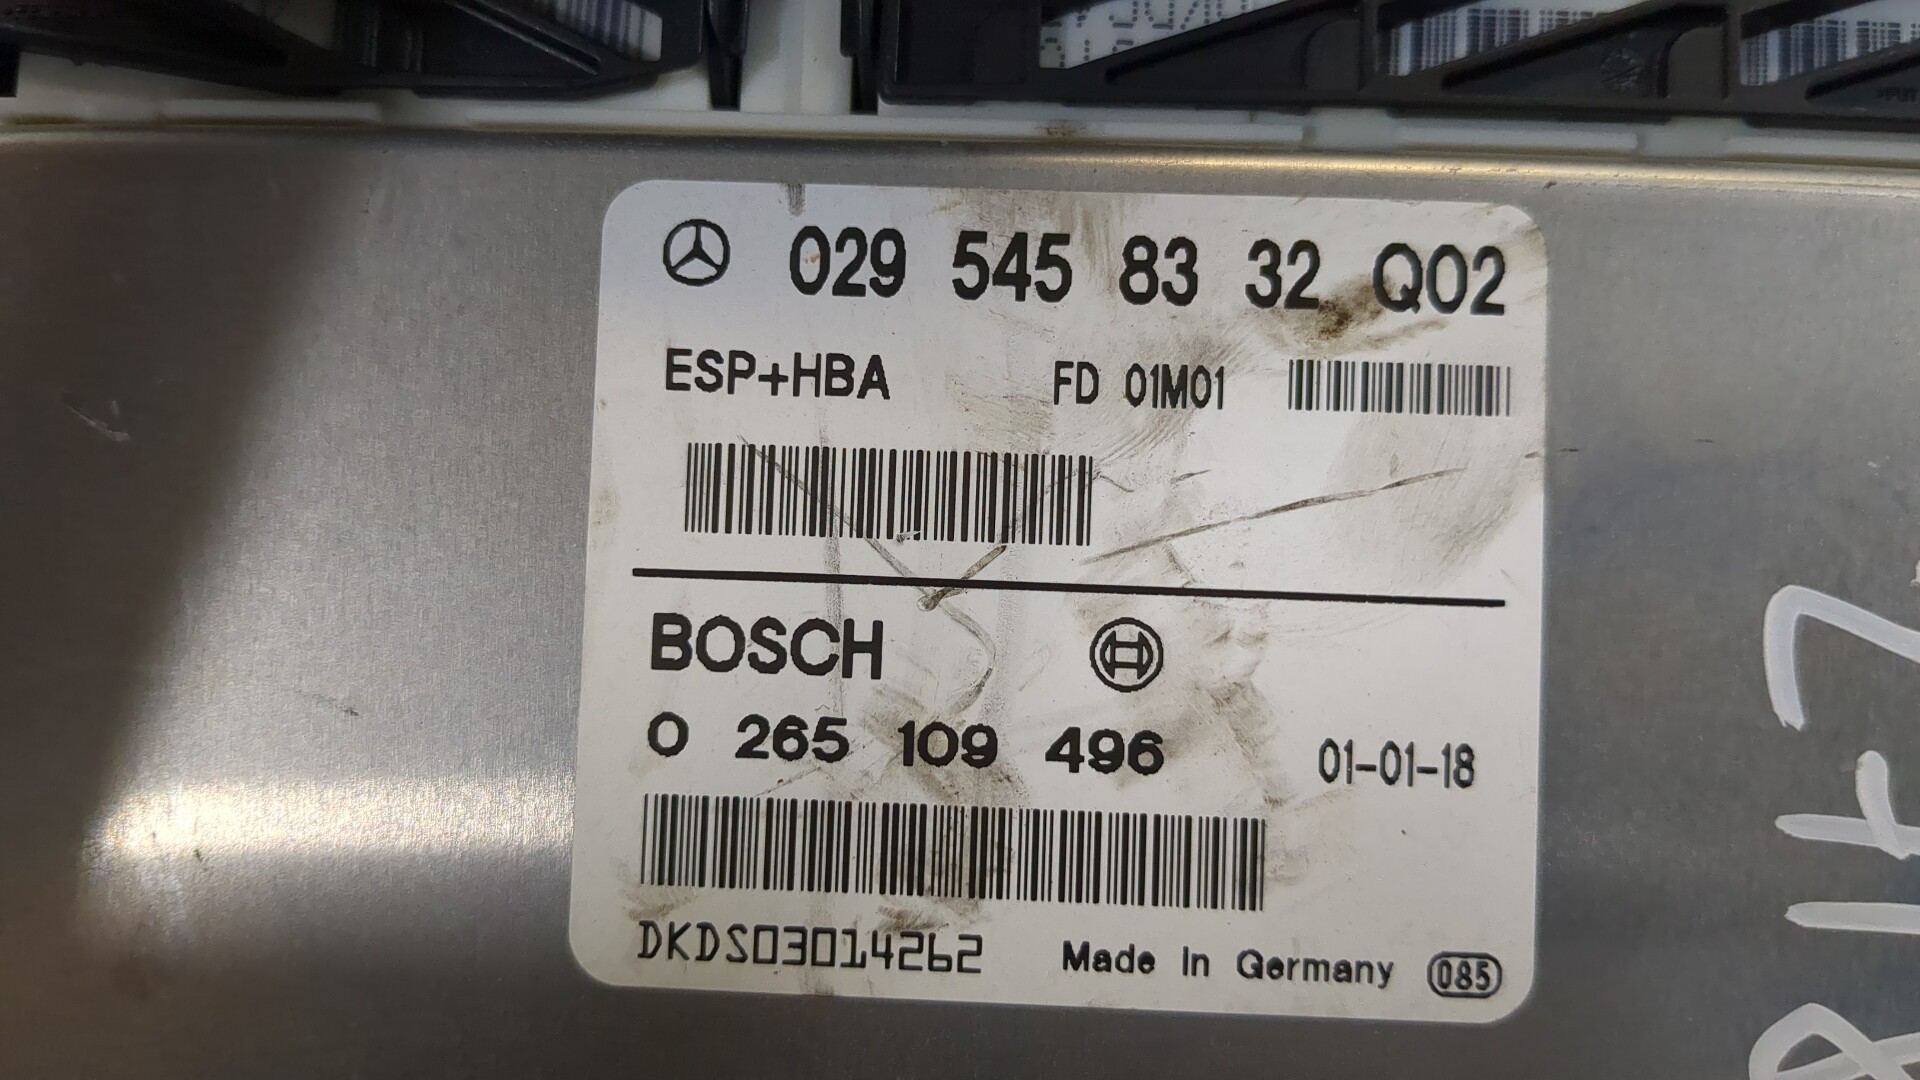 029 545 83 32 Q02
ESP+HBA FD 01M01
BOSCH
0 265 109 496 01-01-18
DKDS03014262 Made In Germany 085